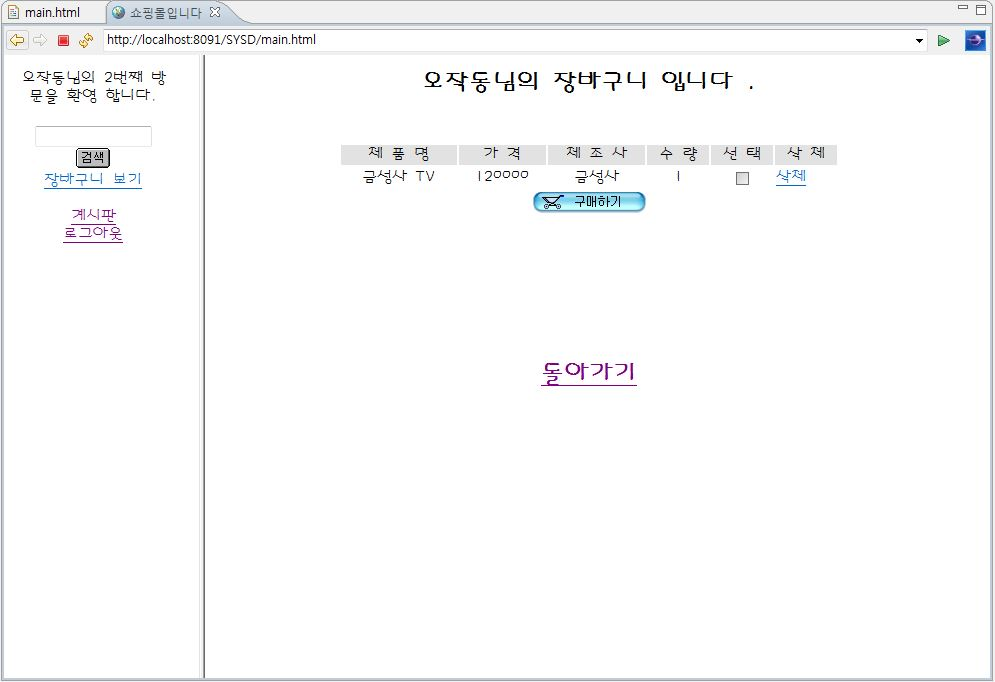 main.html
쇼핑몰입니다
http://localhost:8091/SYSD/main.html
오작동님의 2번째 방
문을 환영 합니다.
검색
장바구니 보기
게시판
로그아웃
오작동님의 장바구니 입니다 .
제 품 명 가 격 제 조 사 수 량 선 택 삭 제
금성사 TV 120000 금성사 1 삭제
구매하기
돌아가기